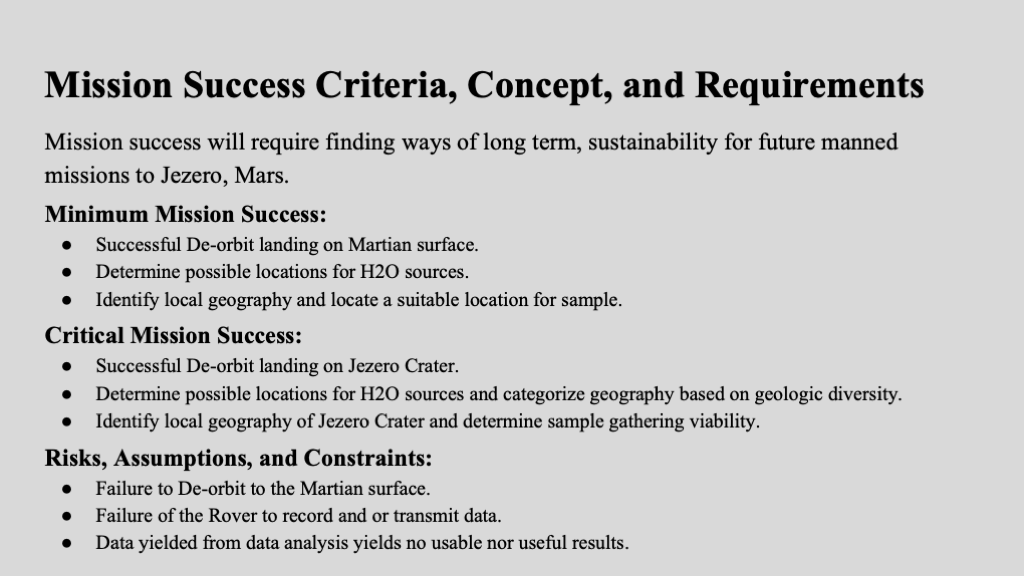 Mission Success Criteria, Concept, and Requirements
Mission success will require finding ways of long term, sustainability for future manned
missions to Jezero, Mars.
Minimum Mission Success:
● Successful De-orbit landing on Martian surface.
● Determine possible locations for H2O sources.
● Identify local geography and locate a suitable location for sample.
Critical Mission Success:
● Successful De-orbit landing on Jezero Crater.
● Determine possible locations for H2O sources and categorize geography based on geologic diversity.
● Identify local geography of Jezero Crater and determine sample gathering viability.
Risks, Assumptions, and Constraints:
● Failure to De-orbit to the Martian surface.
● Failure of the Rover to record and or transmit data.
● Data yielded from data analysis yields no usable nor useful results.